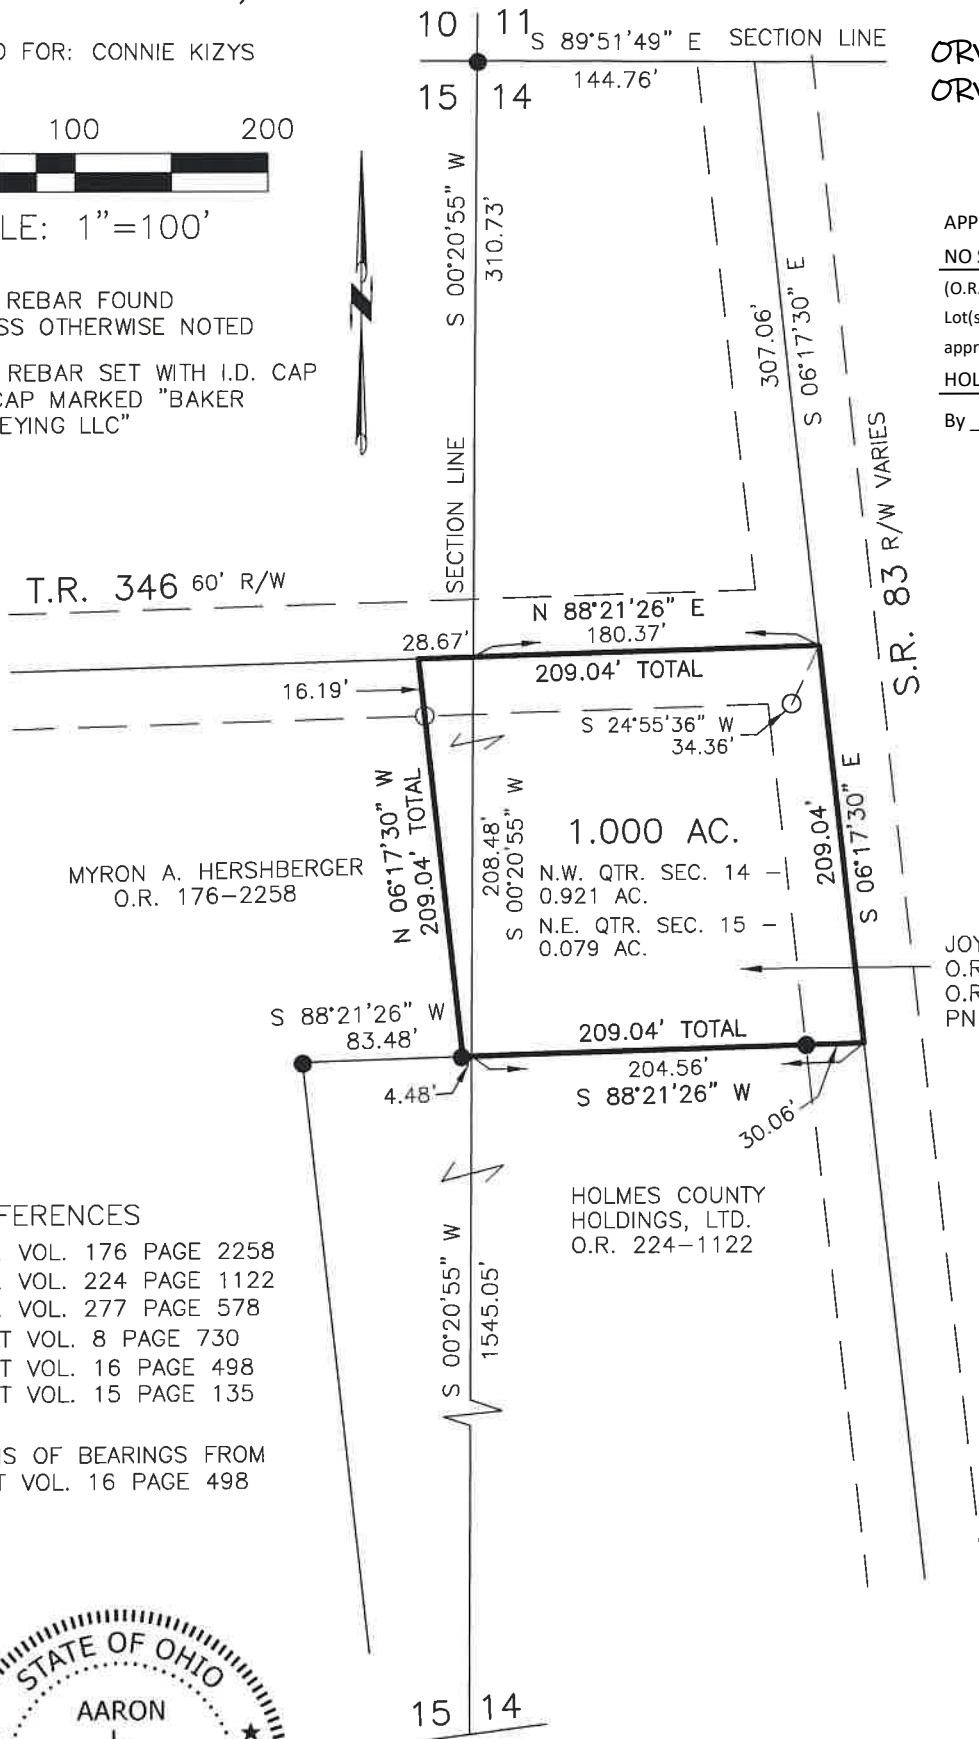 FOR: CONNIE KIZYS
100 200
1"=100'
REBAR FOUND
OTHERWISE NOTED
REBAR SET WITH I.D. CAP
CAP MARKED "BAKER
LLC"
10 11
15 14
S 89°51'49" E SECTION LINE
144.76'
S 00°20'55" W
310.73'
SECTION LINE
307.06'
S 06°17'30" E
S.R. 83 R/W VARIES
NO
By
T.R. 346 60' R/W
N 88°21'26" E
28.67' 180.37'
209.04' TOTAL
16.19'
S 24°55'36" W
34.36'
N 06°17'30" W
209.04' TOTAL
208.48'
S 00°20'55" W
1.000 AC.
N.W. QTR. SEC. 14 -
0.921 AC.
N.E. QTR. SEC. 15 -
0.079 AC.
209.04'
S 06°17'30" E
MYRON A. HERSHBERGER
O.R. 176-2258
PN
S 88°21'26" W
83.48'
209.04' TOTAL
204.56'
S 88°21'26" W
4.48'
30.06'
HOLMES COUNTY
HOLDINGS, LTD.
O.R. 224-1122
S 00°20'55" W
1545.05'
VOL. 176 PAGE 2258
VOL. 224 PAGE 1122
VOL. 277 PAGE 578
VOL. 8 PAGE 730
VOL. 16 PAGE 498
VOL. 15 PAGE 135
OF BEARINGS FROM
VOL. 16 PAGE 498
STATE OF OHIO
AARON
15 14